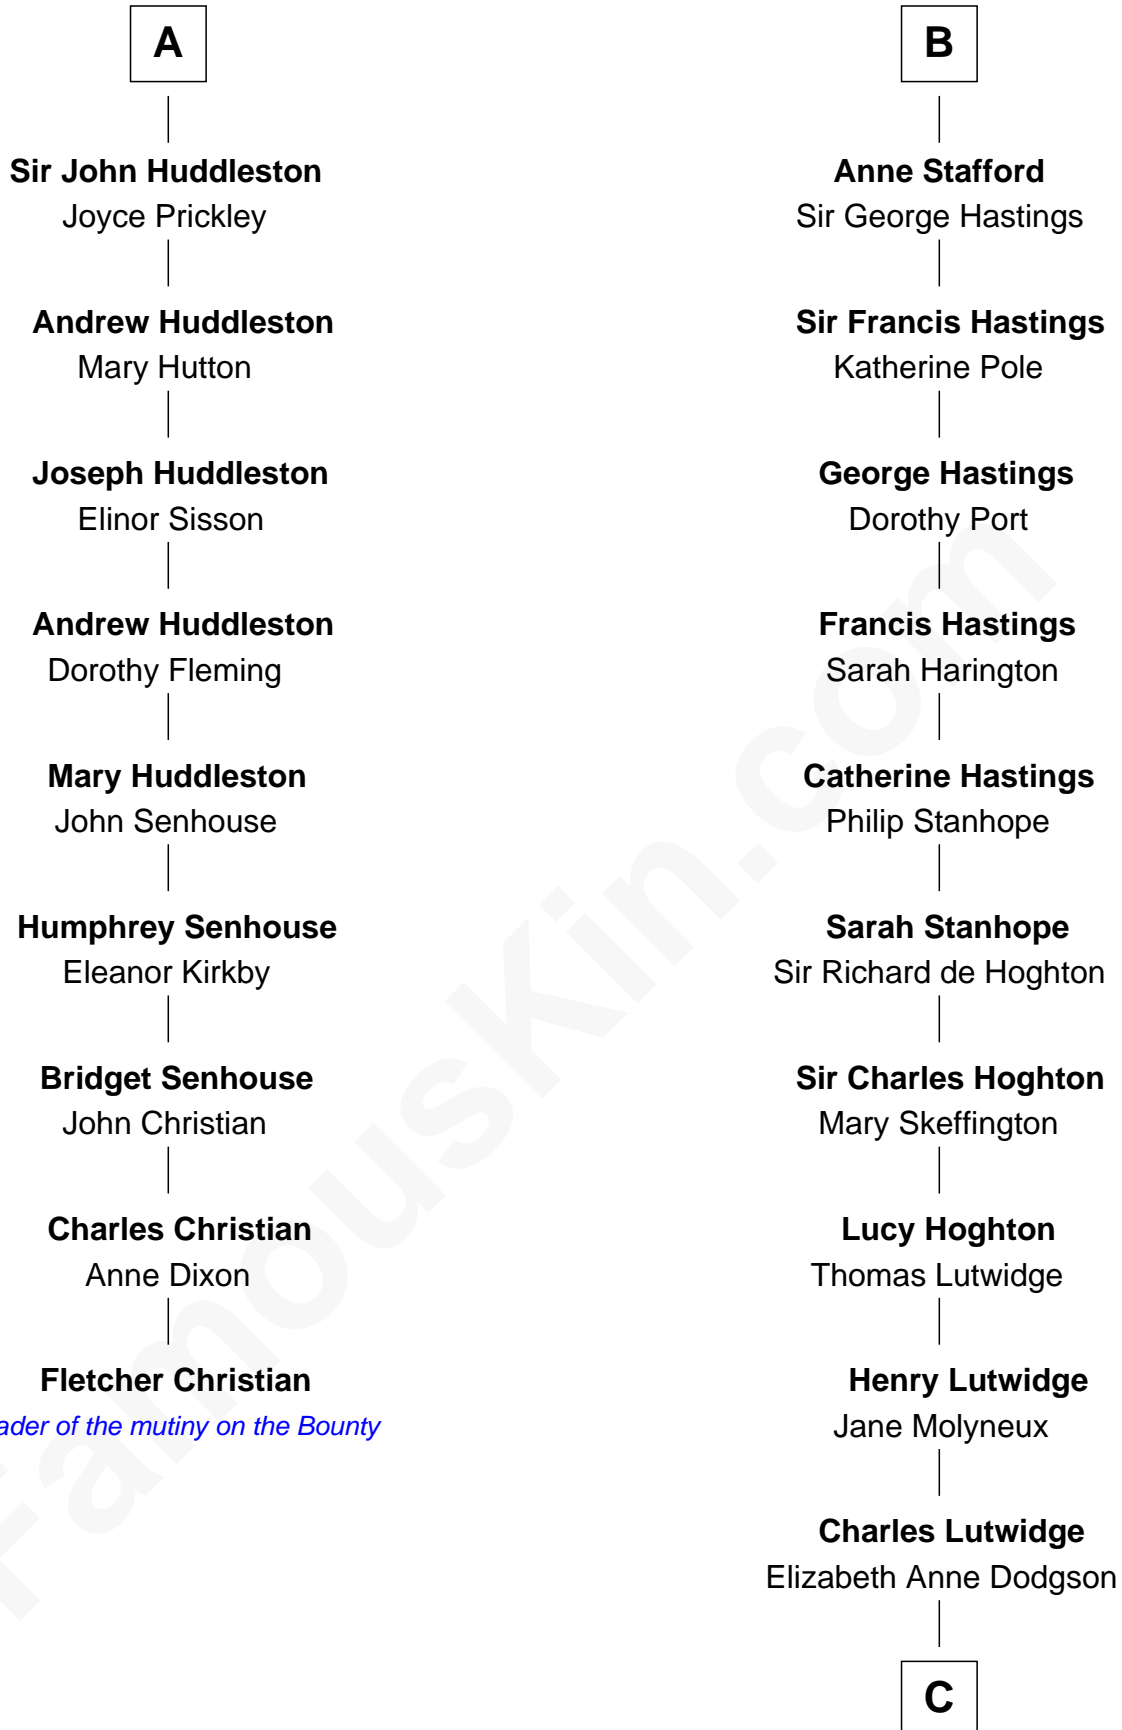 A
Sir John Huddleston
Joyce Prickley
Andrew Huddleston
Mary Hutton
Joseph Huddleston
Elinor Sisson
Andrew Huddleston
Dorothy Fleming
Mary Huddleston
John Senhouse
Humphrey Senhouse
Eleanor Kirkby
Bridget Senhouse
John Christian
Charles Christian
Anne Dixon
Fletcher Christian
ader of the mutiny on the Bounty
B
Anne Stafford
Sir George Hastings
Sir Francis Hastings
Katherine Pole
George Hastings
Dorothy Port
Francis Hastings
Sarah Harington
Catherine Hastings
Philip Stanhope
Sarah Stanhope
Sir Richard de Hoghton
Sir Charles Hoghton
Mary Skeffington
Lucy Hoghton
Thomas Lutwidge
Henry Lutwidge
Jane Molyneux
Charles Lutwidge
Elizabeth Anne Dodgson
C
FamousKin.com